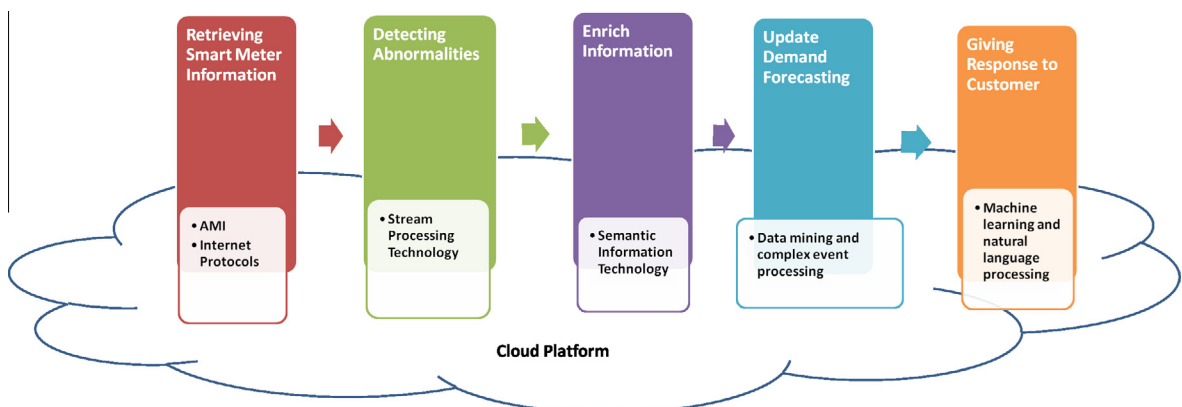 Retrieving
Smart Meter
Information
• AMI
• Internet
Protocols
Detecting
Abnormalities
• Stream
Processing
Technology
Enrich
Information
• Semantic
Information
Technology
Update
Demand
Forecasting
• Data mining and
complex event
processing
Giving
Response to
Customer
• Machine
learning and
natural
language
processing
Cloud Platform